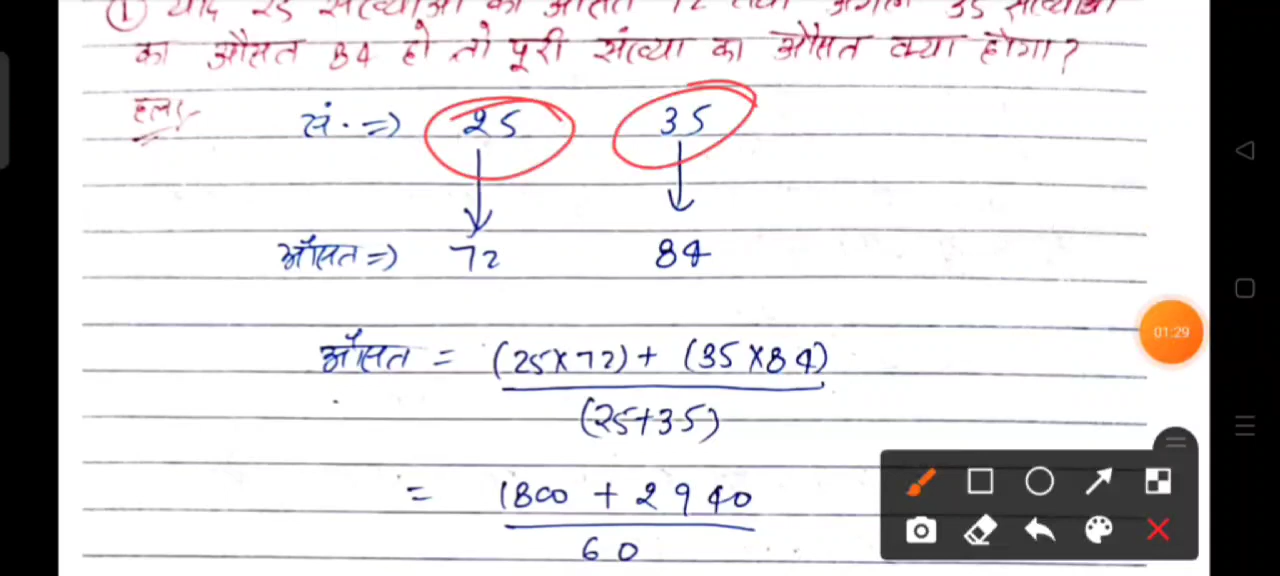 ① यदि 25 संख्याओं का औसत 72 तथा अगली 35 संख्याओं
का औसत 84 हो तो पूरी संख्या का औसत क्या होगा?
हल:-
सं. => 25 35
औसत => 72 84
औसत = (25×72) + (35×84)
(25+35)
= 1800 + 2940
60
01:29